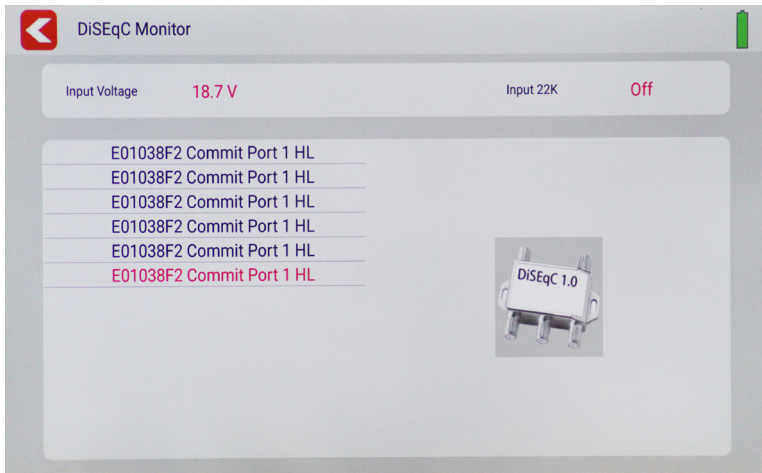 DiSEqC Monitor
Input Voltage 18.7 V Input 22K Off
E01038F2 Commit Port 1 HL
E01038F2 Commit Port 1 HL
E01038F2 Commit Port 1 HL
E01038F2 Commit Port 1 HL
E01038F2 Commit Port 1 HL
E01038F2 Commit Port 1 HL
DiSEqC 1.0